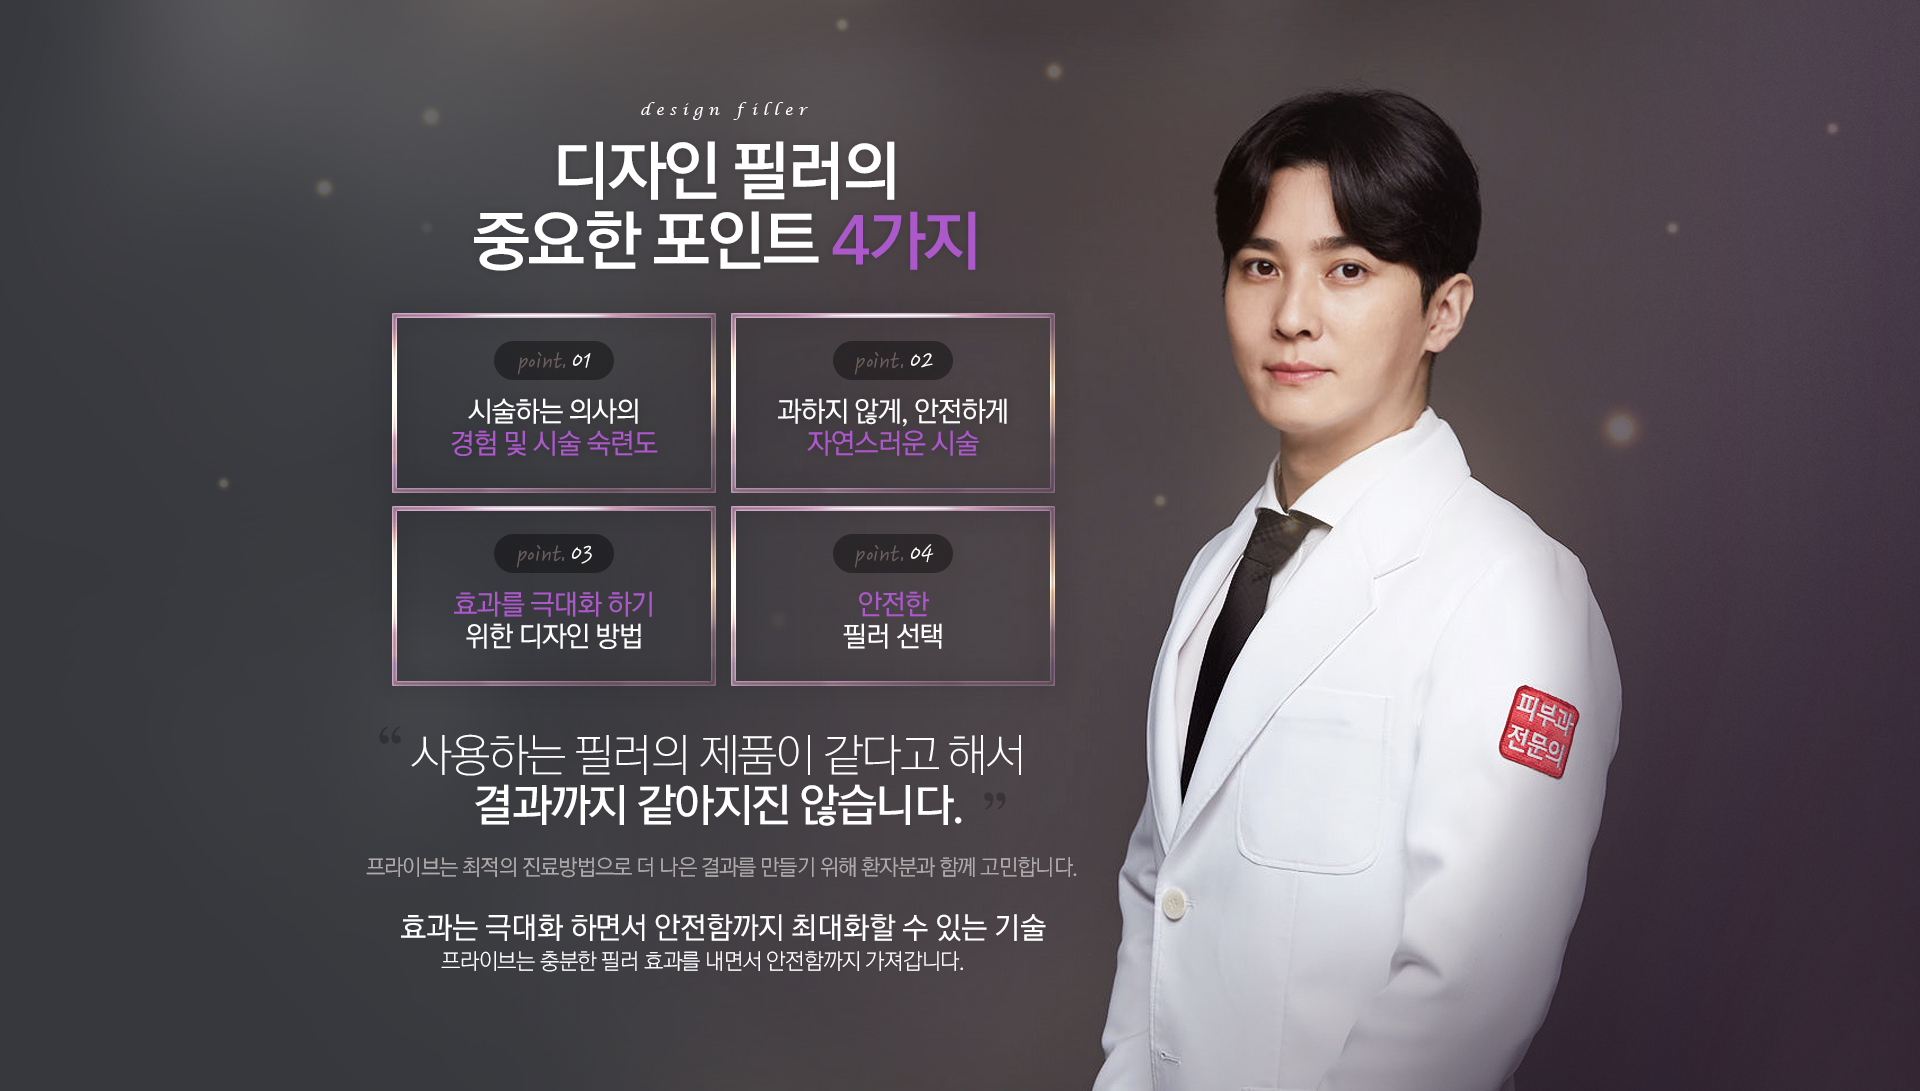 design filler
디자인 필러의
중요한 포인트 4가지
point. 01
시술하는 의사의
경험 및 시술 숙련도
point. 02
과하지 않게, 안전하게
자연스러운 시술
point. 03
효과를 극대화 하기
위한 디자인 방법
point. 04
안전한
필러 선택
“ 사용하는 필러의 제품이 같다고 해서
결과까지 같아지진 않습니다. ”
프라이브는 최적의 진료방법으로 더 나은 결과를 만들기 위해 환자분과 함께 고민합니다.
효과는 극대화 하면서 안전함까지 최대화할 수 있는 기술
프라이브는 충분한 필러 효과를 내면서 안전함까지 가져갑니다.
피부과
전문의